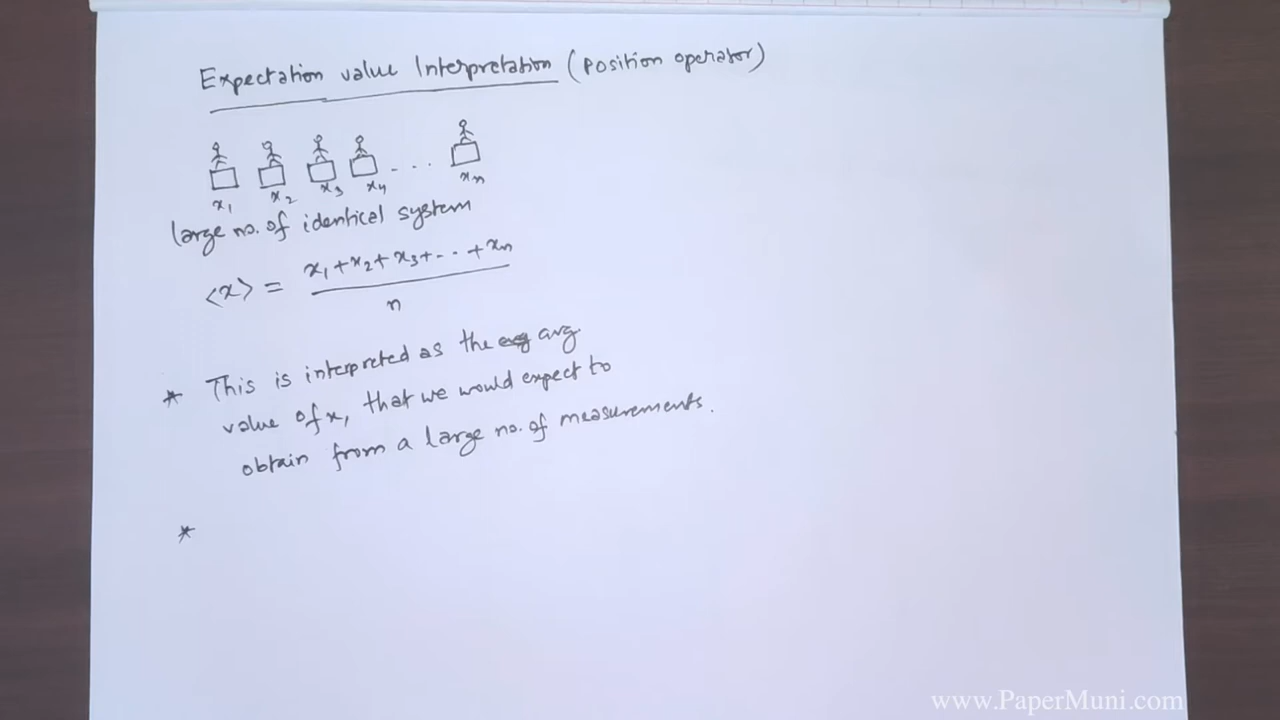 Expectation value Interpretation (position operator)
x₁ x₂ x₃ x₄ . . . xₙ
large no. of identical system
⟨x⟩ = (x₁+x₂+x₃+-..+xₙ)/n
* This is interpreted as the avg.
value of x, that we would expect to
obtain from a large no. of measurements.
*
www.PaperMuni.com